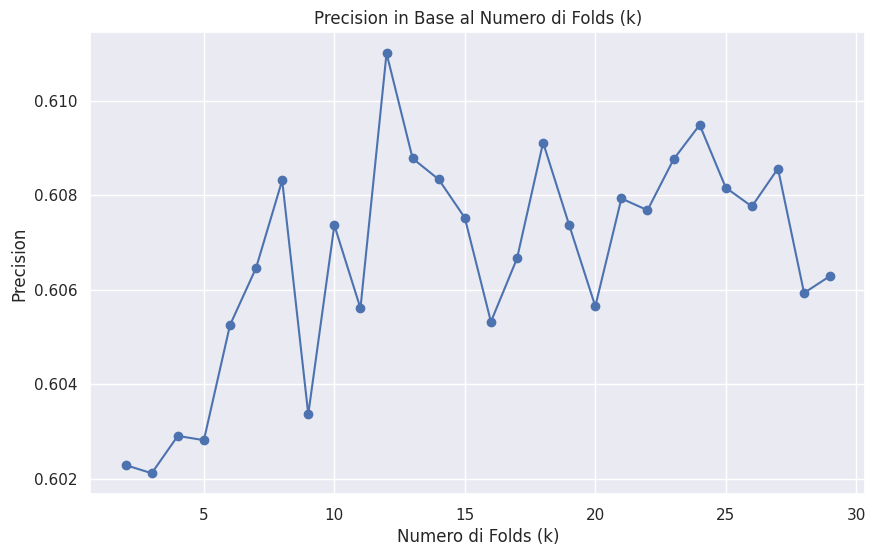 Precision in Base al Numero di Folds (k)
Precision
0.610
0.608
0.606
0.604
0.602
5 10 15 20 25 30
Numero di Folds (k)